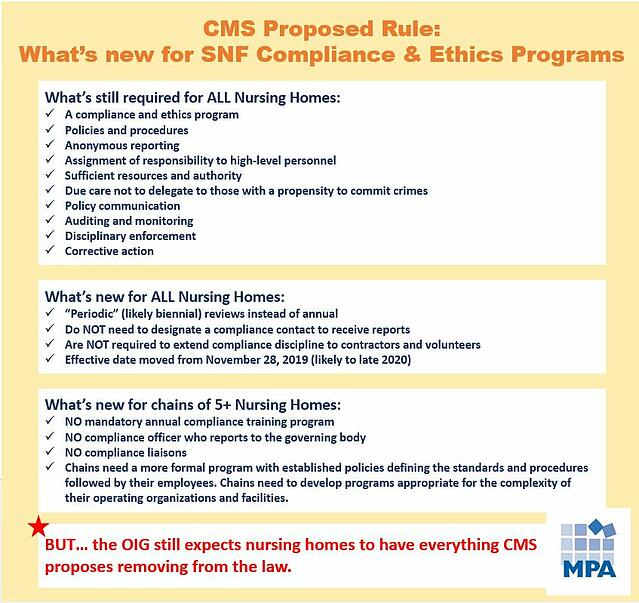 CMS Proposed Rule:
What's new for SNF Compliance & Ethics Programs
What's still required for ALL Nursing Homes:
✓ A compliance and ethics program
✓ Policies and procedures
✓ Anonymous reporting
✓ Assignment of responsibility to high-level personnel
✓ Sufficient resources and authority
✓ Due care not to delegate to those with a propensity to commit crimes
✓ Policy communication
✓ Auditing and monitoring
✓ Disciplinary enforcement
✓ Corrective action
What's new for ALL Nursing Homes:
✓ "Periodic" (likely biennial) reviews instead of annual
✓ Do NOT need to designate a compliance contact to receive reports
✓ Are NOT required to extend compliance discipline to contractors and volunteers
✓ Effective date moved from November 28, 2019 (likely to late 2020)
What's new for chains of 5+ Nursing Homes:
✓ NO mandatory annual compliance training program
✓ NO compliance officer who reports to the governing body
✓ NO compliance liaisons
✓ Chains need a more formal program with established policies defining the standards and procedures
followed by their employees. Chains need to develop programs appropriate for the complexity of
their operating organizations and facilities.
BUT... the OIG still expects nursing homes to have everything CMS
proposes removing from the law.
MPA